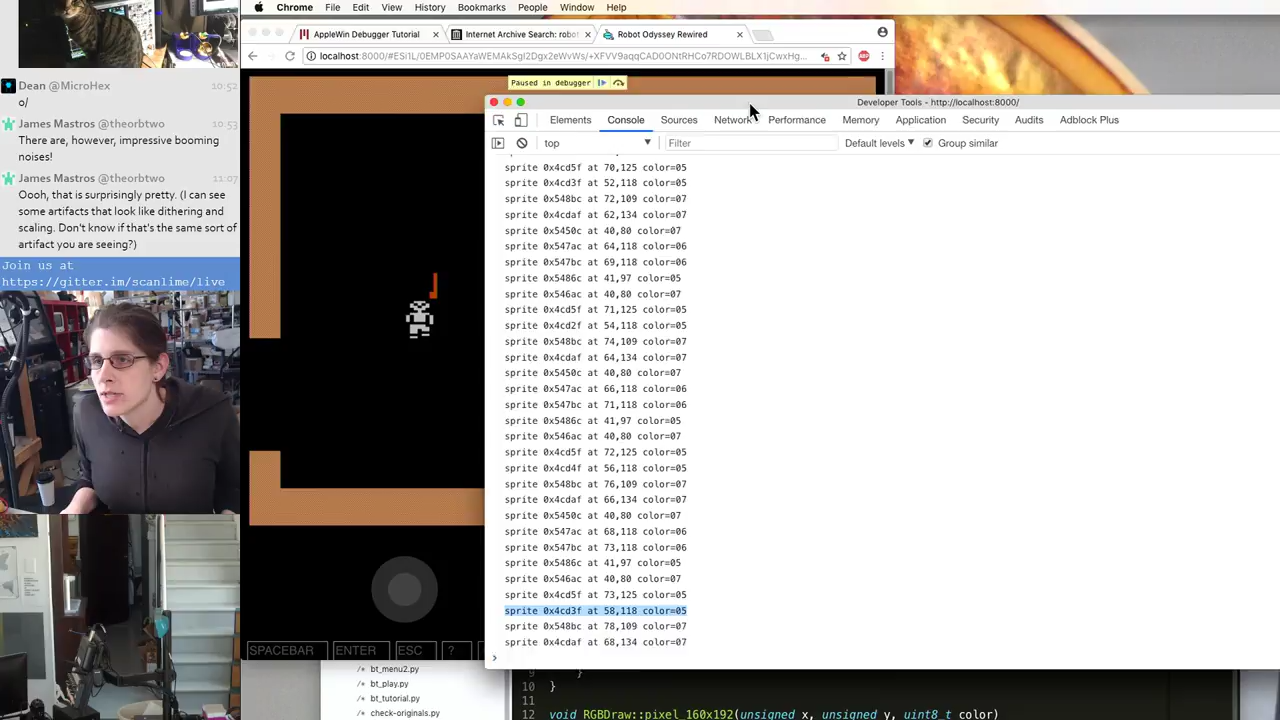 Chrome File Edit View History Bookmarks People Window Help
AppleWin Debugger Tutorial
Internet Archive Search: robot
Robot Odyssey Rewired
Paused in debugger
Developer Tools - http://localhost:8000/
Elements Console Sources Network Performance Memory Application Security Audits Adblock Plus
top Filter Default levels Group similar
Dean @MicroHex 10:52
o/
James Mastros @theorbtwo 10:53
There are, however, impressive booming
noises!
James Mastros @theorbtwo 11:07
Oooh, that is surprisingly pretty. (I can see
some artifacts that look like dithering and
scaling. Don't know if that's the same sort of
artifact you are seeing?)
Join us at
https://gitter.im/scanlime/live
sprite 0x4cd5f at 70,125 color=05
sprite 0x4cd3f at 52,118 color=05
sprite 0x548bc at 72,109 color=07
sprite 0x4cdaf at 62,134 color=07
sprite 0x5450c at 40,80 color=07
sprite 0x547ac at 64,118 color=06
sprite 0x547bc at 69,118 color=06
sprite 0x5486c at 41,97 color=05
sprite 0x546ac at 40,80 color=07
sprite 0x4cd5f at 71,125 color=05
sprite 0x4cd2f at 54,118 color=05
sprite 0x548bc at 74,109 color=07
sprite 0x4cdaf at 64,134 color=07
sprite 0x5450c at 40,80 color=07
sprite 0x547ac at 66,118 color=06
sprite 0x547bc at 71,118 color=06
sprite 0x5486c at 41,97 color=05
sprite 0x546ac at 40,80 color=07
sprite 0x4cd5f at 72,125 color=05
sprite 0x4cd4f at 56,118 color=05
sprite 0x548bc at 76,109 color=07
sprite 0x4cdaf at 66,134 color=07
sprite 0x5450c at 40,80 color=07
sprite 0x547ac at 68,118 color=06
sprite 0x547bc at 73,118 color=06
sprite 0x5486c at 41,97 color=05
sprite 0x546ac at 40,80 color=07
sprite 0x4cd5f at 73,125 color=05
sprite 0x4cd3f at 58,118 color=05
sprite 0x548bc at 78,109 color=07
sprite 0x4cdaf at 68,134 color=07
>
SPACEBAR ENTER ESC ?
/* bt_menu2.py
/* bt_play.py
/* bt_tutorial.py
/* check-originals.py
9 }
10 }
11
12 void RGBDraw::pixel_160x192(unsigned x, unsigned y, uint8_t color)